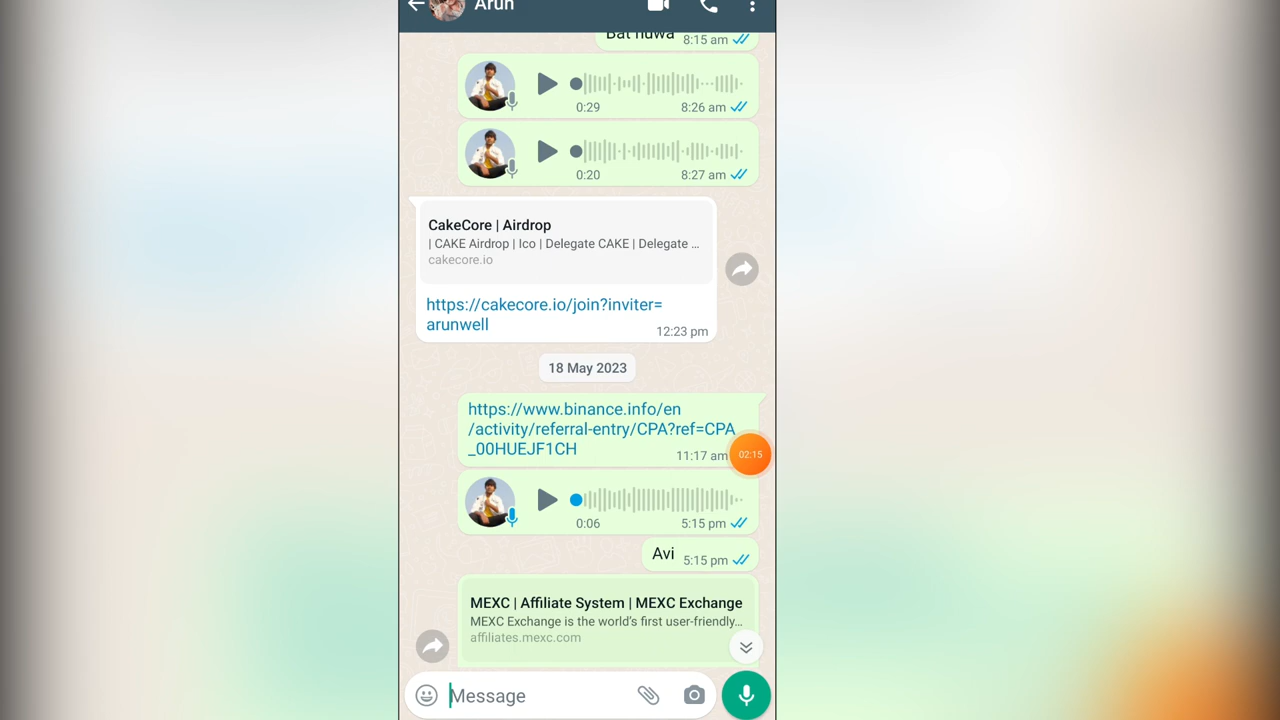 Arun
Bat huwa 8:15 am
0:29 8:26 am
0:20 8:27 am
CakeCore | Airdrop
| CAKE Airdrop | Ico | Delegate CAKE | Delegate ...
cakecore.io
https://cakecore.io/join?inviter=
arunwell
12:23 pm
18 May 2023
https://www.binance.info/en
/activity/referral-entry/CPA?ref=CPA
_00HUEJF1CH
11:17 am
02:15
0:06 5:15 pm
Avi 5:15 pm
MEXC | Affiliate System | MEXC Exchange
MEXC Exchange is the world's first user-friendly...
affiliates.mexc.com
Message